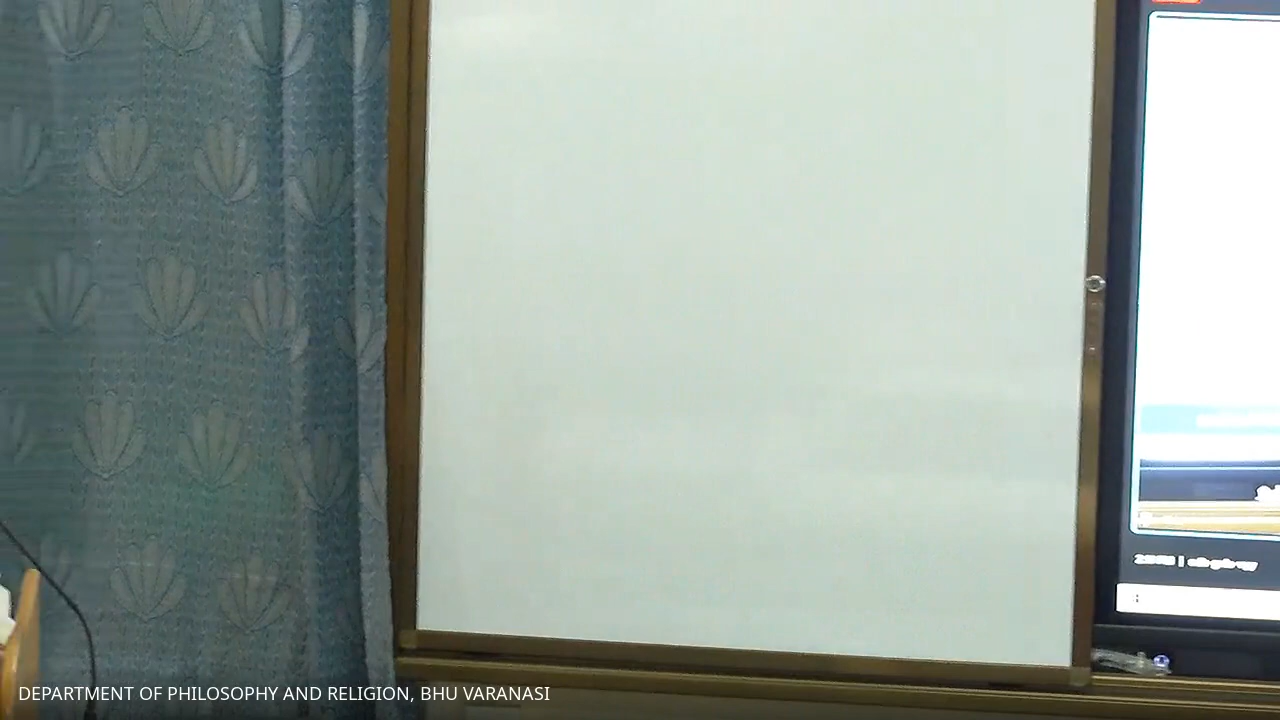 DEPARTMENT OF PHILOSOPHY AND RELIGION, BHU VARANASI